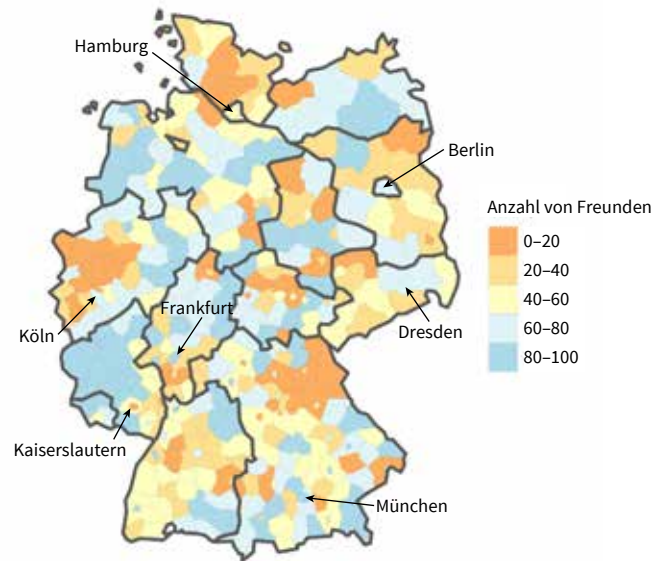 Hamburg
Berlin
Anzahl von Freunden
0–20
20–40
40–60
60–80
80–100
Frankfurt
Köln
Dresden
Kaiserslautern
München